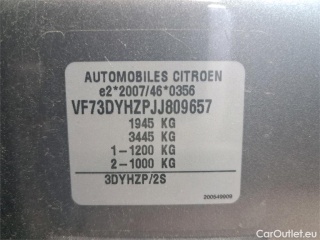 AUTOMOBILES CITROEN
e2*2007/46*0356
VF73DYHZPJJ809657
1945 KG
3445 KG
1-1200 KG
2-1000 KG
3DYHZP/2S
CarOutlet.eu